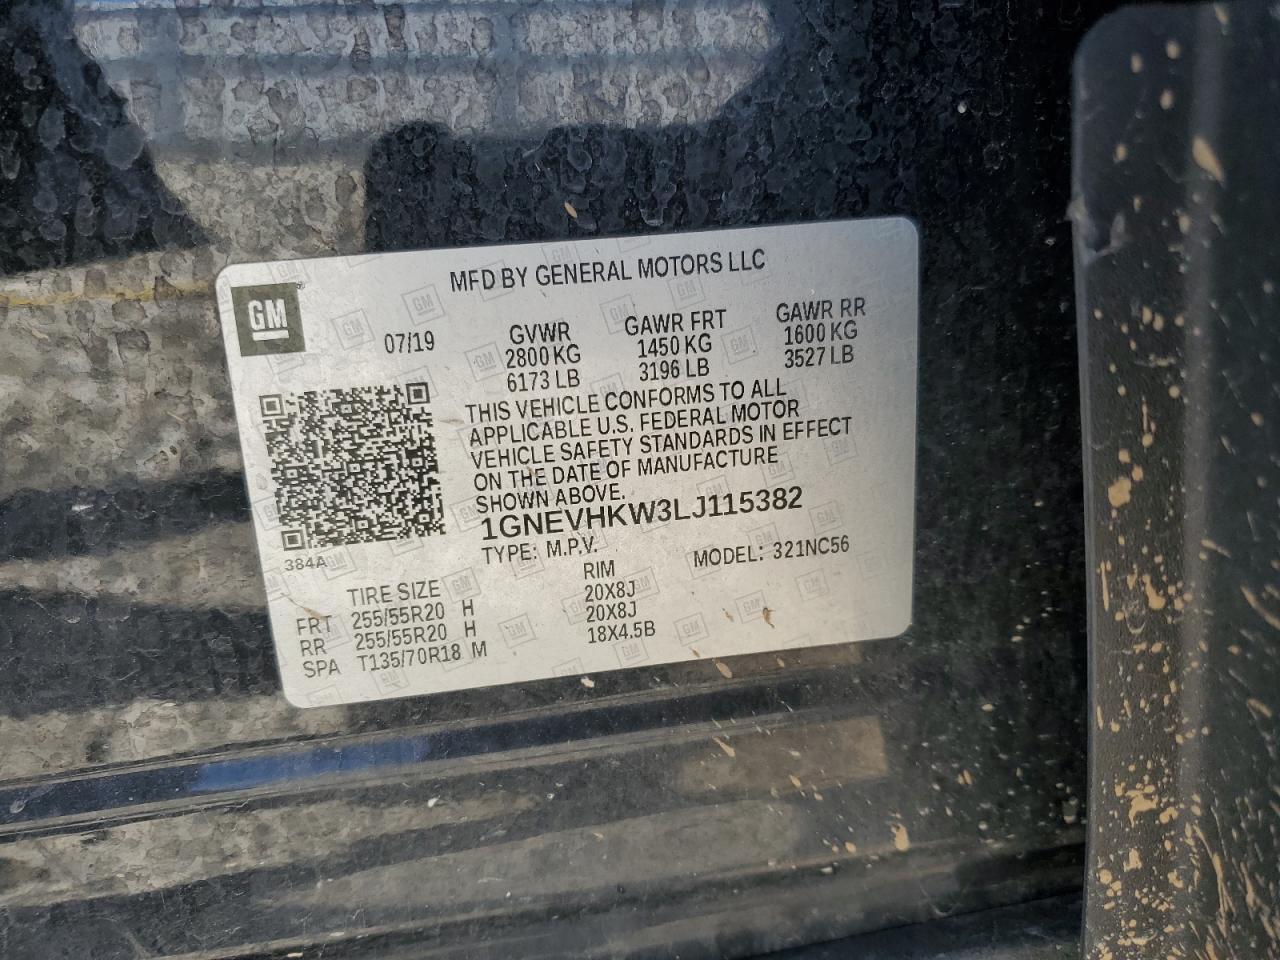 MFD BY GENERAL MOTORS LLC
GM
07/19
GVWR GAWR FRT GAWR RR
2800 KG 1450 KG 1600 KG
6173 LB 3196 LB 3527 LB
THIS VEHICLE CONFORMS TO ALL
APPLICABLE U.S. FEDERAL MOTOR
VEHICLE SAFETY STANDARDS IN EFFECT
ON THE DATE OF MANUFACTURE
SHOWN ABOVE.
1GNEVHKW3LJ115382
TYPE: M.P.V. MODEL: 321NC56
384A
TIRE SIZE RIM
FRT 255/55R20 H 20X8J
RR 255/55R20 H 20X8J
SPA T135/70R18 M 18X4.5B